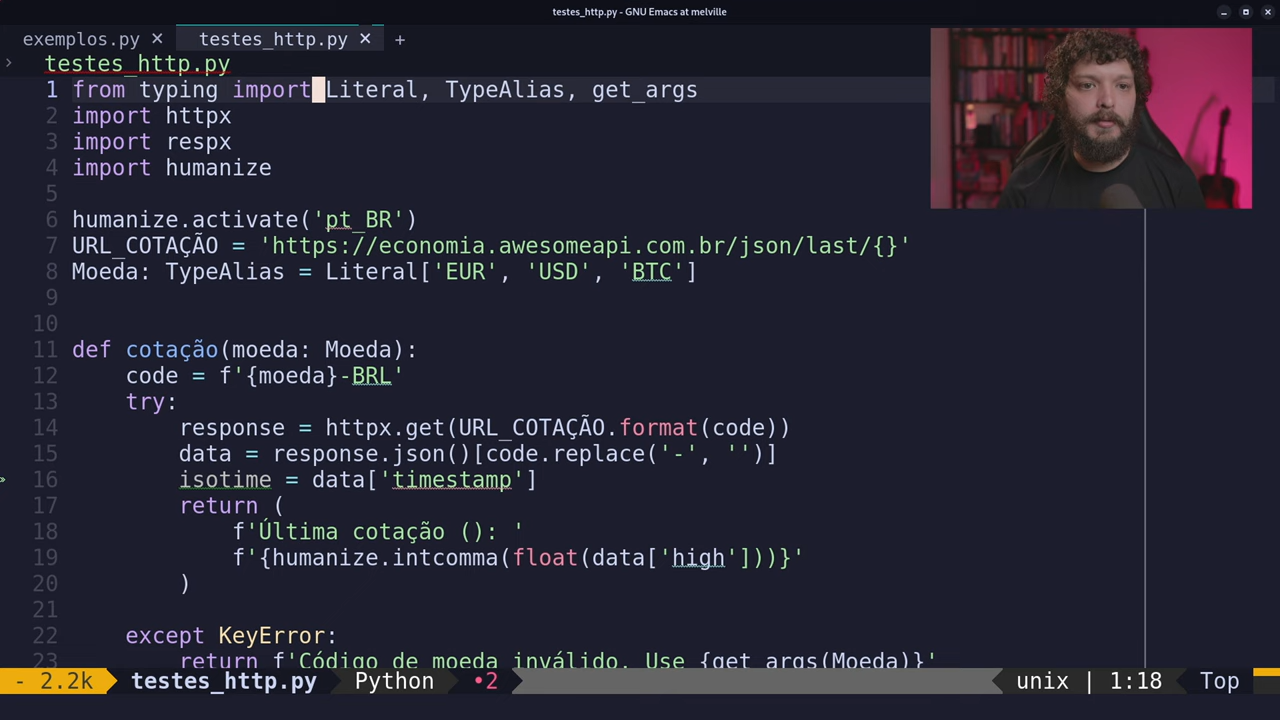 testes_http.py - GNU Emacs at melville
exemplos.py × testes_http.py × +
› testes_http.py
1 from typing import Literal, TypeAlias, get_args
2 import httpx
3 import respx
4 import humanize
5
6 humanize.activate('pt_BR')
7 URL_COTAÇÃO = 'https://economia.awesomeapi.com.br/json/last/{}'
8 Moeda: TypeAlias = Literal['EUR', 'USD', 'BTC']
9
10
11 def cotação(moeda: Moeda):
12     code = f'{moeda}-BRL'
13     try:
14         response = httpx.get(URL_COTAÇÃO.format(code))
15         data = response.json()[code.replace('-', '')]
16         isotime = data['timestamp']
17         return (
18             f'Última cotação (): '
19             f'{humanize.intcomma(float(data['high']))}'
20         )
21
22     except KeyError:
23         return f'Código de moeda inválido. Use {get_args(Moeda)}'
- 2.2k testes_http.py Python •2 unix | 1:18 Top